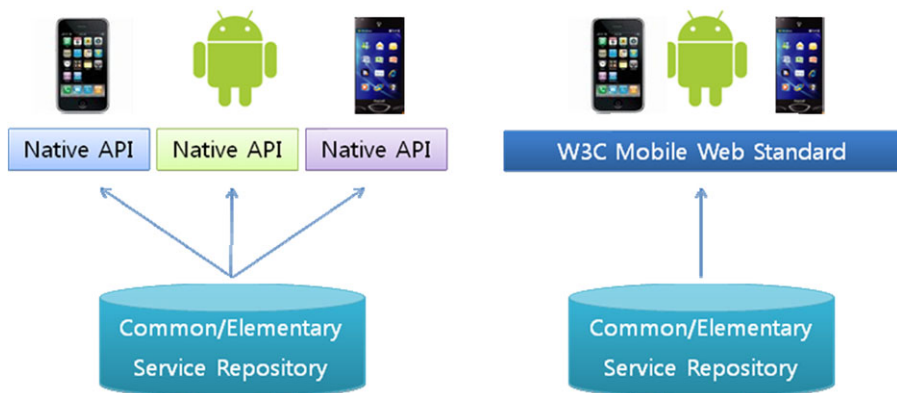 Native API
Native API
Native API
W3C Mobile Web Standard
Common/Elementary
Service Repository
Common/Elementary
Service Repository